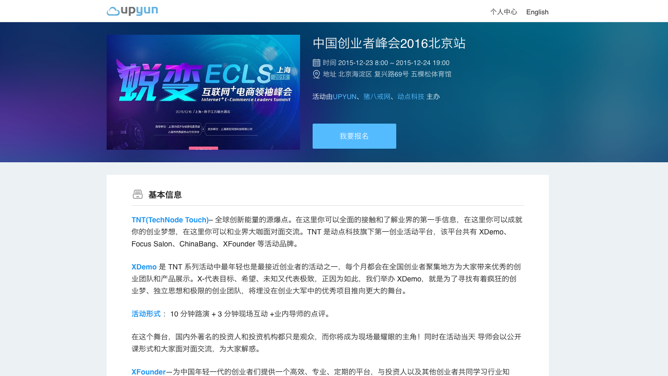 upyun
个人中心 English
蜕变 ECLS·上海
互联网+电商领袖峰会
Internet+E-Commerce Leaders Summit
中国创业者峰会2016北京站
时间 2015-12-23 8:00 – 2015-12-24 19:00
地址 北京海淀区 复兴路69号 五棵松体育馆
活动由UPYUN、猪八戒网、动点科技 主办
我要报名
基本信息
TNT(TechNode Touch)– 全球创新能量的源爆点。在这里你可以全面的接触和了解业界的第一手信息，在这里你可以成就
你的创业梦想，在这里你可以和业界大咖面对面交流。TNT 是动点科技旗下第一创业活动平台，该平台共有 XDemo、
Focus Salon、ChinaBang、XFounder 等活动品牌。
XDemo 是 TNT 系列活动中最年轻也是最接近创业者的活动之一，每个月都会在全国创业者聚集地方为大家带来优秀的创
业团队和产品展示。X-代表目标、希望、未知又代表极致，正因为如此，我们举办 XDemo，就是为了寻找有着疯狂的创
业梦、独立思想和极限的创业团队，将埋没在创业大军中的优秀项目推向更大的舞台。
活动形式 ：10 分钟路演 + 3 分钟现场互动 +业内导师的点评。
在这个舞台，国内外著名的投资人和投资机构都只是观众，而你将成为现场最耀眼的主角！同时在活动当天 导师会以公开
课形式和大家面对面交流，为大家解惑。
XFounder—为中国年轻一代的创业者们提供一个高效、专业、定期的平台，与投资人以及其他创业者共同学习行业知